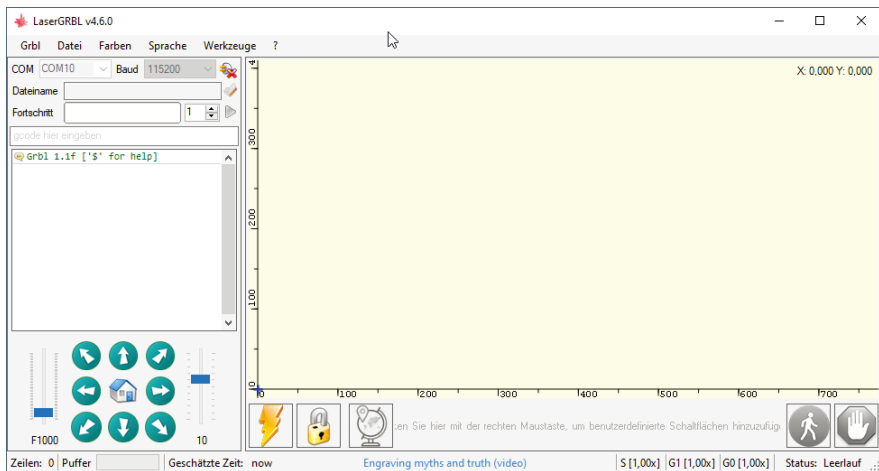 LaserGRBL v4.6.0
Grbl Datei Farben Sprache Werkzeuge ?
COM COM10 Baud 115200
Dateiname
Fortschritt 1
gcode hier eingeben
Grbl 1.1f ['$' for help]
X: 0,000 Y: 0,000
4
300
200
100
0
0 100 200 300 400 500 600 700
F1000 10
Sie hier mit der rechten Maustaste, um benutzerdefinierte Schaltflächen hinzuzufüg
Zeilen: 0 Puffer Geschätzte Zeit: now Engraving myths and truth (video) S [1,00x] G1 [1,00x] G0 [1,00x] Status: Leerlauf